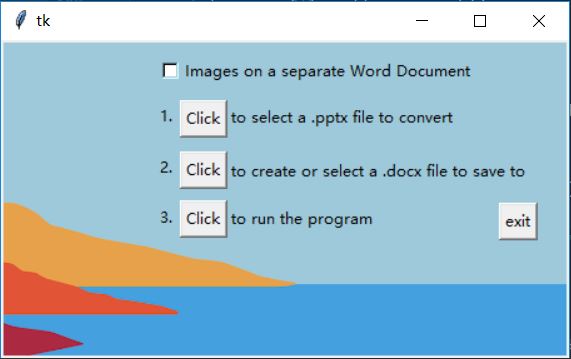 tk
Images on a separate Word Document
1. Click to select a .pptx file to convert
2. Click to create or select a .docx file to save to
3. Click to run the program
exit